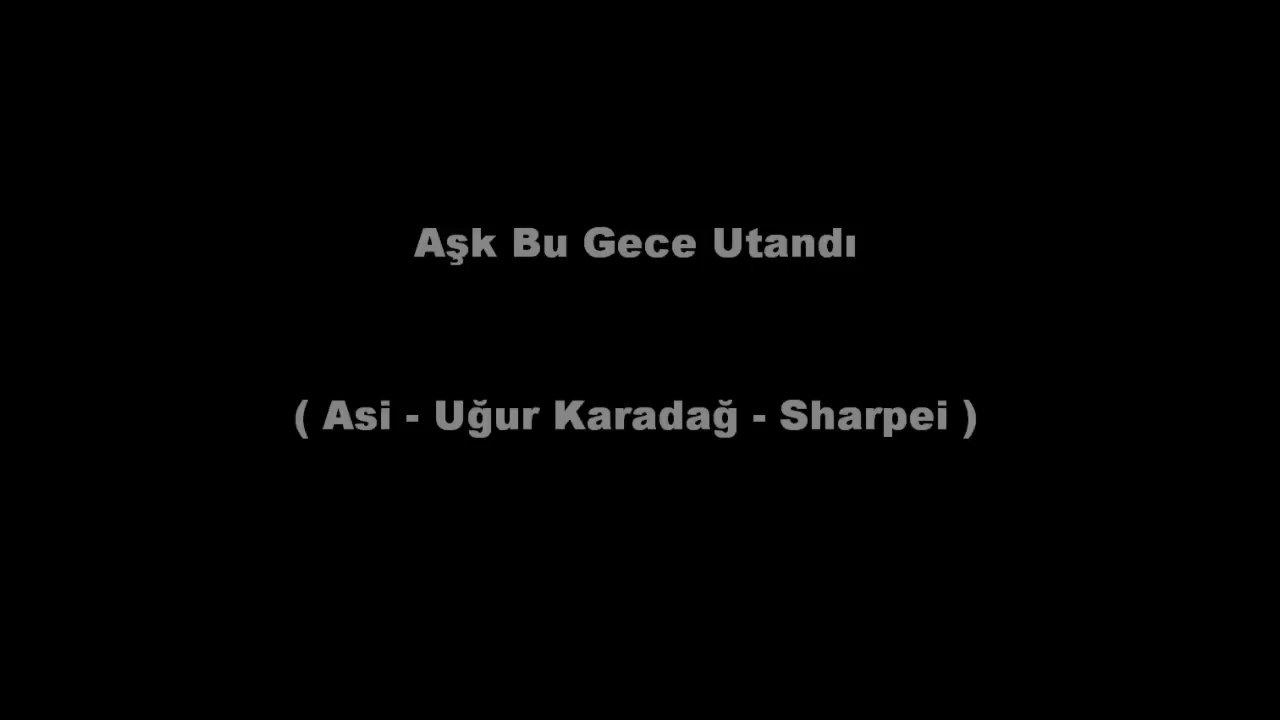 Aşk Bu Gece Utandı
( Asi - Uğur Karadağ - Sharpei )